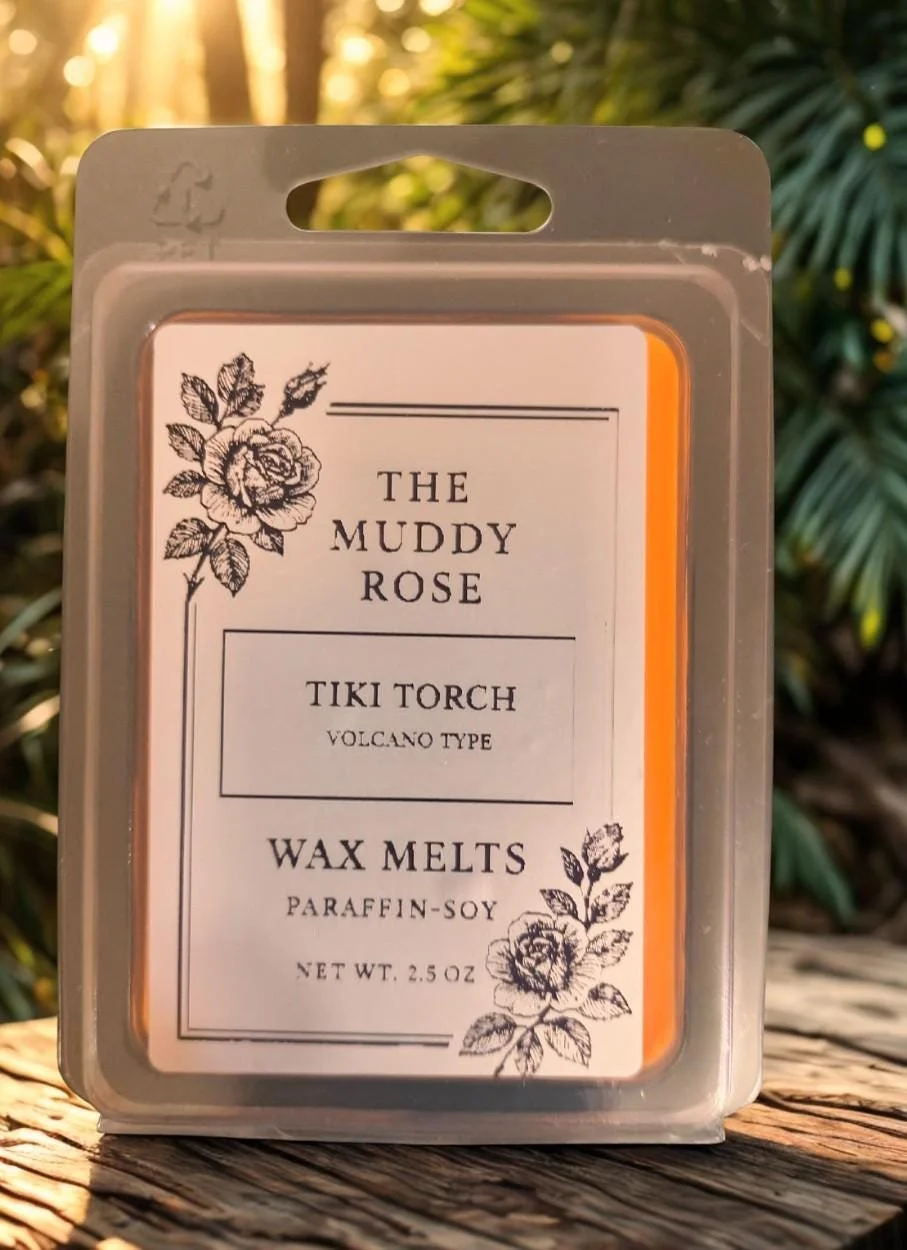 THE
MUDDY
ROSE
TIKI TORCH
VOLCANO TYPE
WAX MELTS
PARAFFIN-SOY
NET WT. 2.5 OZ